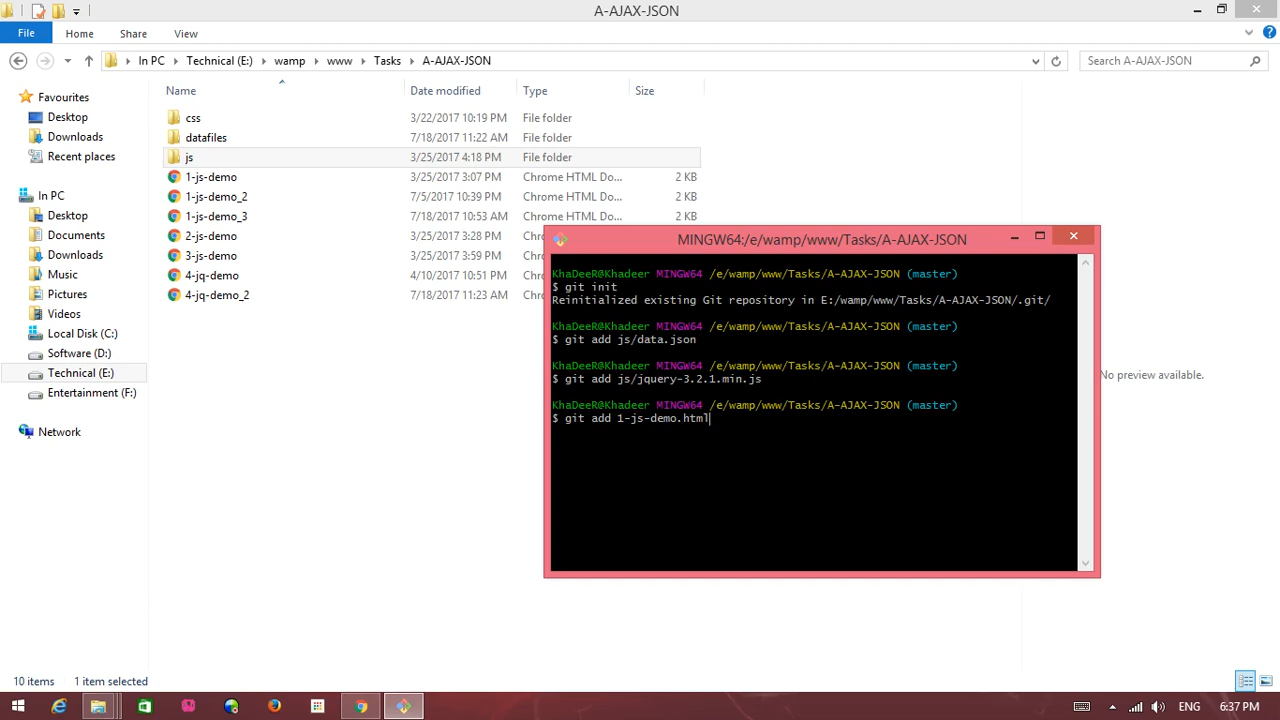 A-AJAX-JSON
File Home Share View
In PC Technical (E:) wamp www Tasks A-AJAX-JSON
Search A-AJAX-JSON
Name Date modified Type Size
Favourites
Desktop
Downloads
Recent places
In PC
Desktop
Documents
Downloads
Music
Pictures
Videos
Local Disk (C:)
Software (D:)
Technical (E:)
Entertainment (F:)
Network
css 3/22/2017 10:19 PM File folder
datafiles 7/18/2017 11:22 AM File folder
js 3/25/2017 4:18 PM File folder
1-js-demo 3/25/2017 3:07 PM Chrome HTML Do... 2 KB
1-js-demo_2 7/5/2017 10:39 PM Chrome HTML Do... 2 KB
1-js-demo_3 7/18/2017 10:53 AM Chrome HTML Do... 2 KB
2-js-demo 3/25/2017 3:28 PM
3-js-demo 3/25/2017 3:59 PM
4-jq-demo 4/10/2017 10:51 PM
4-jq-demo_2 7/18/2017 11:23 AM
MINGW64:/e/wamp/www/Tasks/A-AJAX-JSON
KhaDeeR@Khadeer MINGW64 /e/wamp/www/Tasks/A-AJAX-JSON (master)
$ git init
Reinitialized existing Git repository in E:/wamp/www/Tasks/A-AJAX-JSON/.git/
KhaDeeR@Khadeer MINGW64 /e/wamp/www/Tasks/A-AJAX-JSON (master)
$ git add js/data.json
KhaDeeR@Khadeer MINGW64 /e/wamp/www/Tasks/A-AJAX-JSON (master)
$ git add js/jquery-3.2.1.min.js
KhaDeeR@Khadeer MINGW64 /e/wamp/www/Tasks/A-AJAX-JSON (master)
$ git add 1-js-demo.html
No preview available.
10 items 1 item selected
ENG 6:37 PM